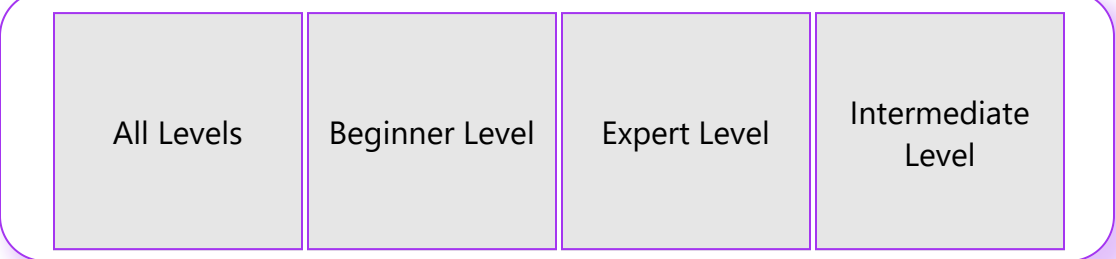 All Levels
Beginner Level
Expert Level
Intermediate
Level